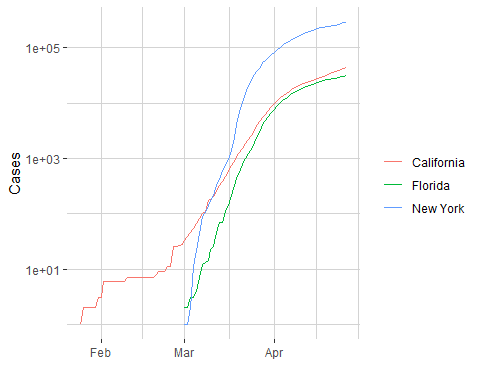 1e+05
1e+03
1e+01
Cases
Feb
Mar
Apr
California
Florida
New York